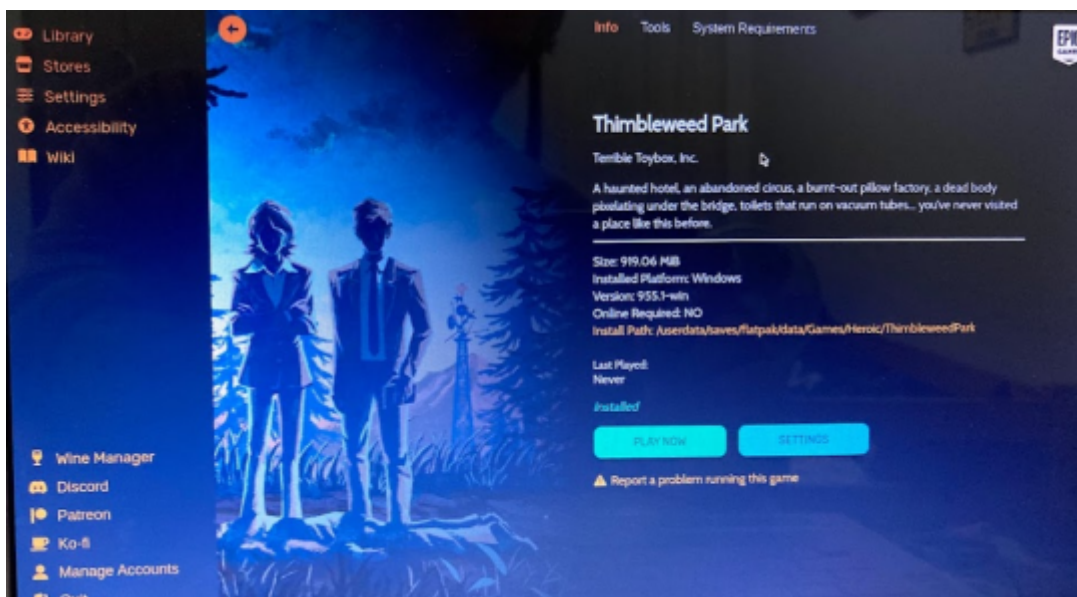 Library
Stores
Settings
Accessibility
Wiki
Wine Manager
Discord
Patreon
Ko-fi
Manage Accounts
Quit
Info Tools System Requirements
EPIC
GAMES
Thimbleweed Park
Terrible Toybox, Inc.
A haunted hotel, an abandoned circus, a burnt-out pillow factory, a dead body
pixelating under the bridge, toilets that run on vacuum tubes... you've never visited
a place like this before.
Size: 919.06 MiB
Installed Platform: Windows
Version: 955.1-win
Online Required: NO
Install Path: /userdata/saves/flatpak/data/Games/Heroic/ThimbleweedPark
Last Played:
Never
Installed
PLAY NOW SETTINGS
Report a problem running this game